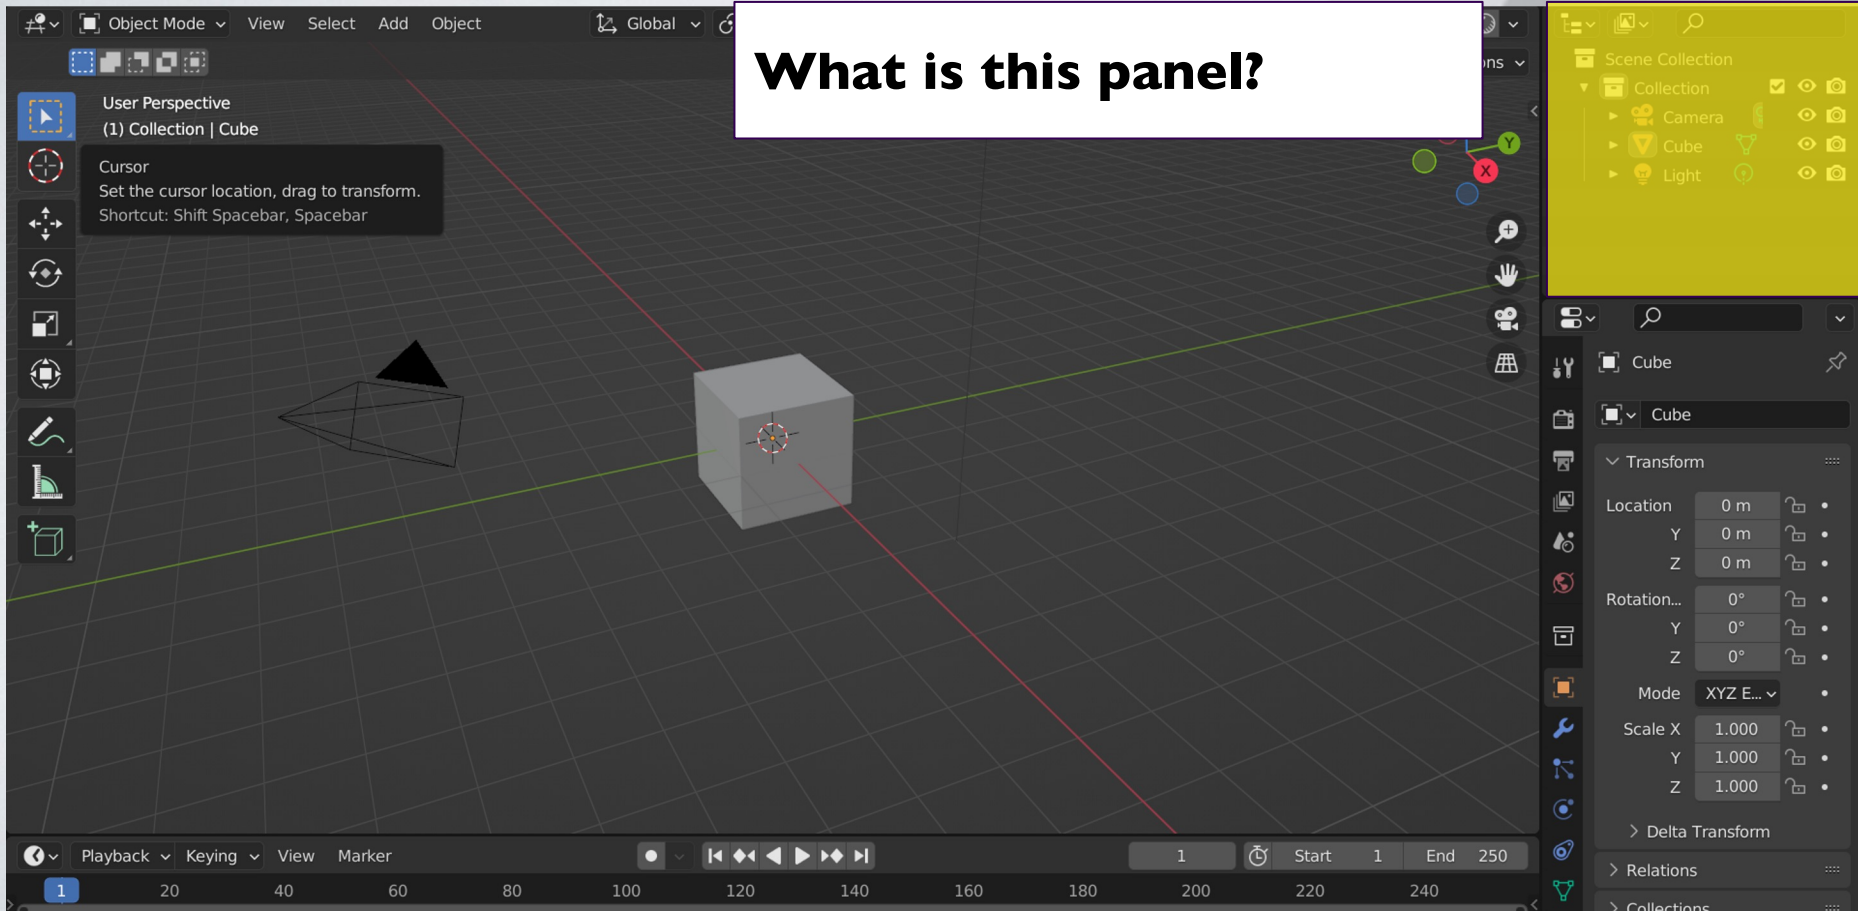 Object Mode View Select Add Object Global
What is this panel?
ons
User Perspective
(1) Collection | Cube
Cursor
Set the cursor location, drag to transform.
Shortcut: Shift Spacebar, Spacebar
Y
X
Scene Collection
Collection
Camera
Cube
Light
Cube
Cube
Transform
Location 0 m
Y 0 m
Z 0 m
Rotation... 0°
Y 0°
Z 0°
Mode XYZ E...
Scale X 1.000
Y 1.000
Z 1.000
Delta Transform
Relations
Collections
Playback Keying View Marker 1 Start 1 End 250
1 20 40 60 80 100 120 140 160 180 200 220 240